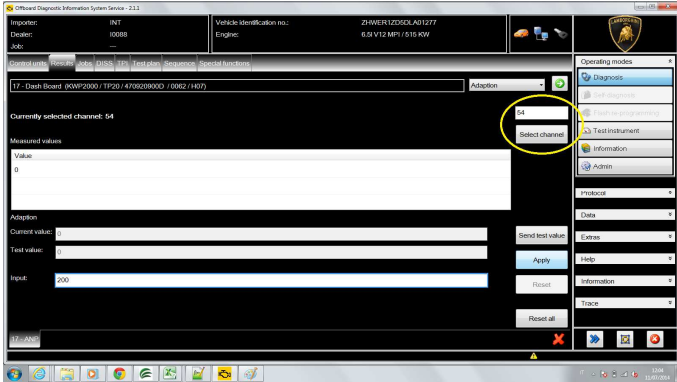 Offboard Diagnostic Information System Service - 2.1.1
Importer: INT Vehicle identification no.: ZHWER1ZD5DLA01277
Dealer: I0088 Engine: 6.5l V12 MPI / 515 KW
Job: ---
LAMBORGHINI
Control units Results Jobs DISS TPI Test plan Sequence Special functions
Operating modes
Diagnosis
17 - Dash Board (KWP2000 / TP20 / 470920900D / 0062 / H07) Adaption
Self diagnosis
Currently selected channel: 54 54
Flash programming
Select channel
Test instrument
Measured values
Information
Value
0
Admin
Protocol
Data
Adaption
Current value: 0 Send test value
Extras
Test value: 0
Apply
Help
Input: 200 Reset
Information
Trace
Reset all
17 - ANP
IT 12:04
11/07/2014